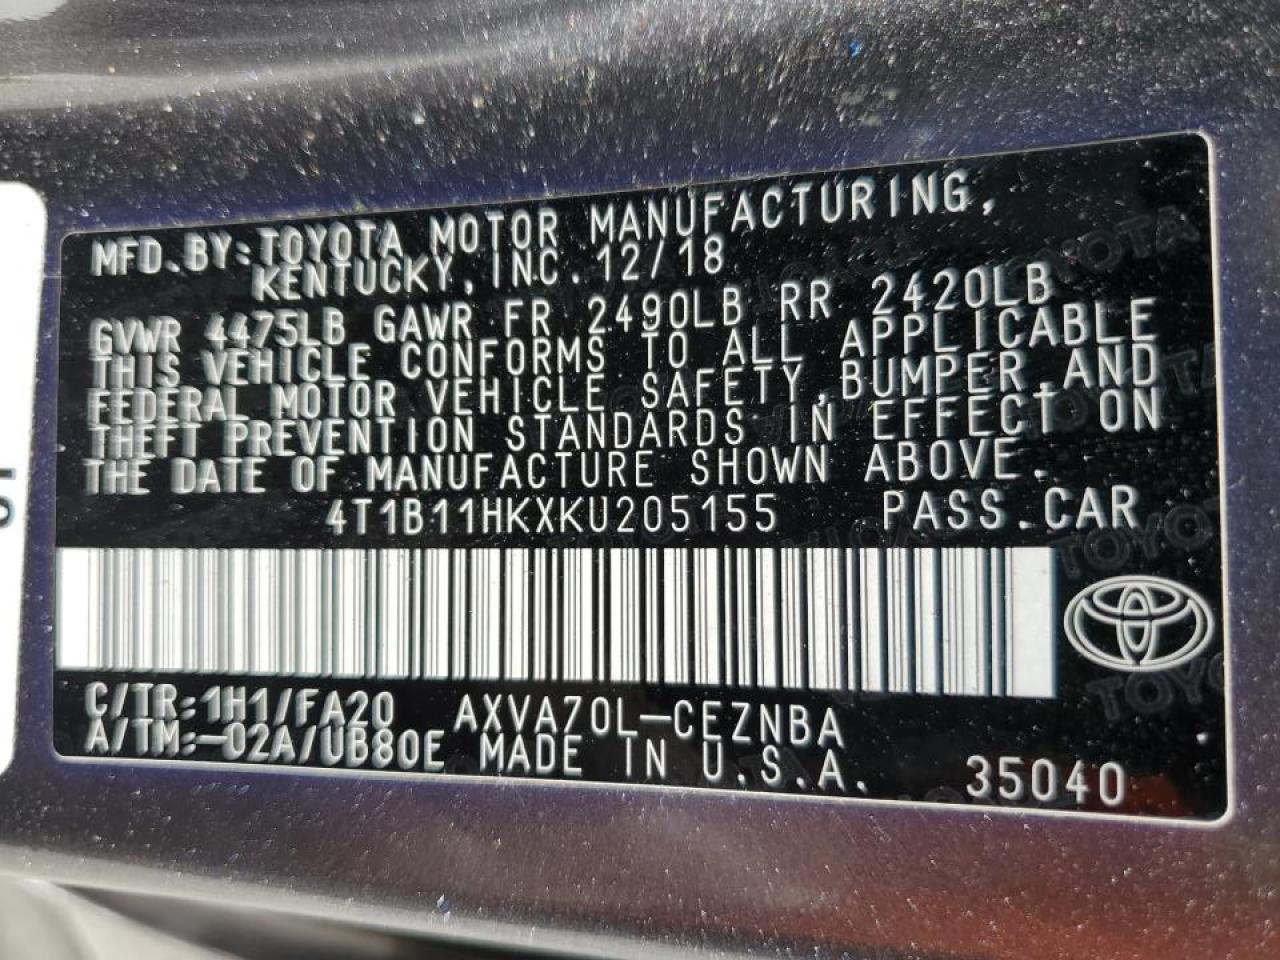 MFD.BY:TOYOTA MOTOR MANUFACTURING,
KENTUCKY,INC.12/18
GVWR 4475LB GAWR FR 2490LB RR 2420LB
THIS VEHICLE CONFORMS TO ALL APPLICABLE
FEDERAL MOTOR VEHICLE SAFETY,BUMPER,AND
THEFT PREVENTION STANDARDS IN EFFECT ON
THE DATE OF MANUFACTURE SHOWN ABOVE.
4T1B11HKXKU205155 PASS.CAR
C/TR:1H1/FA20 AXVA70L-CEZNBA
A/TM:-02A/UB80E MADE IN U.S.A. 35040